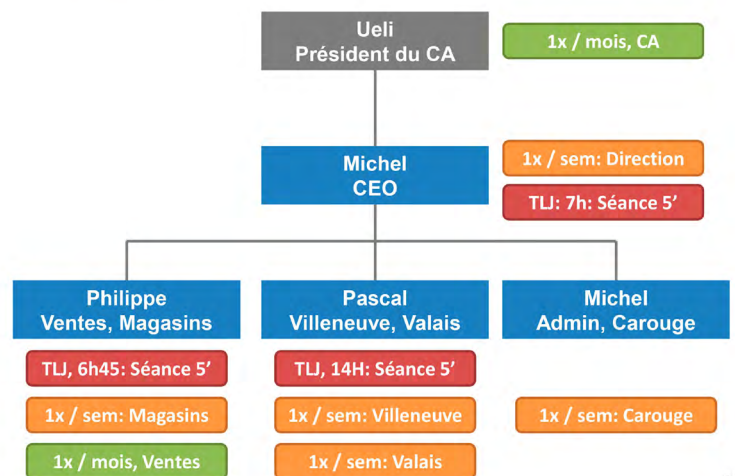 Ueli
Président du CA
1x / mois, CA
Michel
CEO
1x / sem: Direction
TLJ: 7h: Séance 5’
Philippe
Ventes, Magasins
Pascal
Villeneuve, Valais
Michel
Admin, Carouge
TLJ, 6h45: Séance 5’
TLJ, 14H: Séance 5’
1x / sem: Magasins
1x / sem: Villeneuve
1x / sem: Carouge
1x / mois, Ventes
1x / sem: Valais